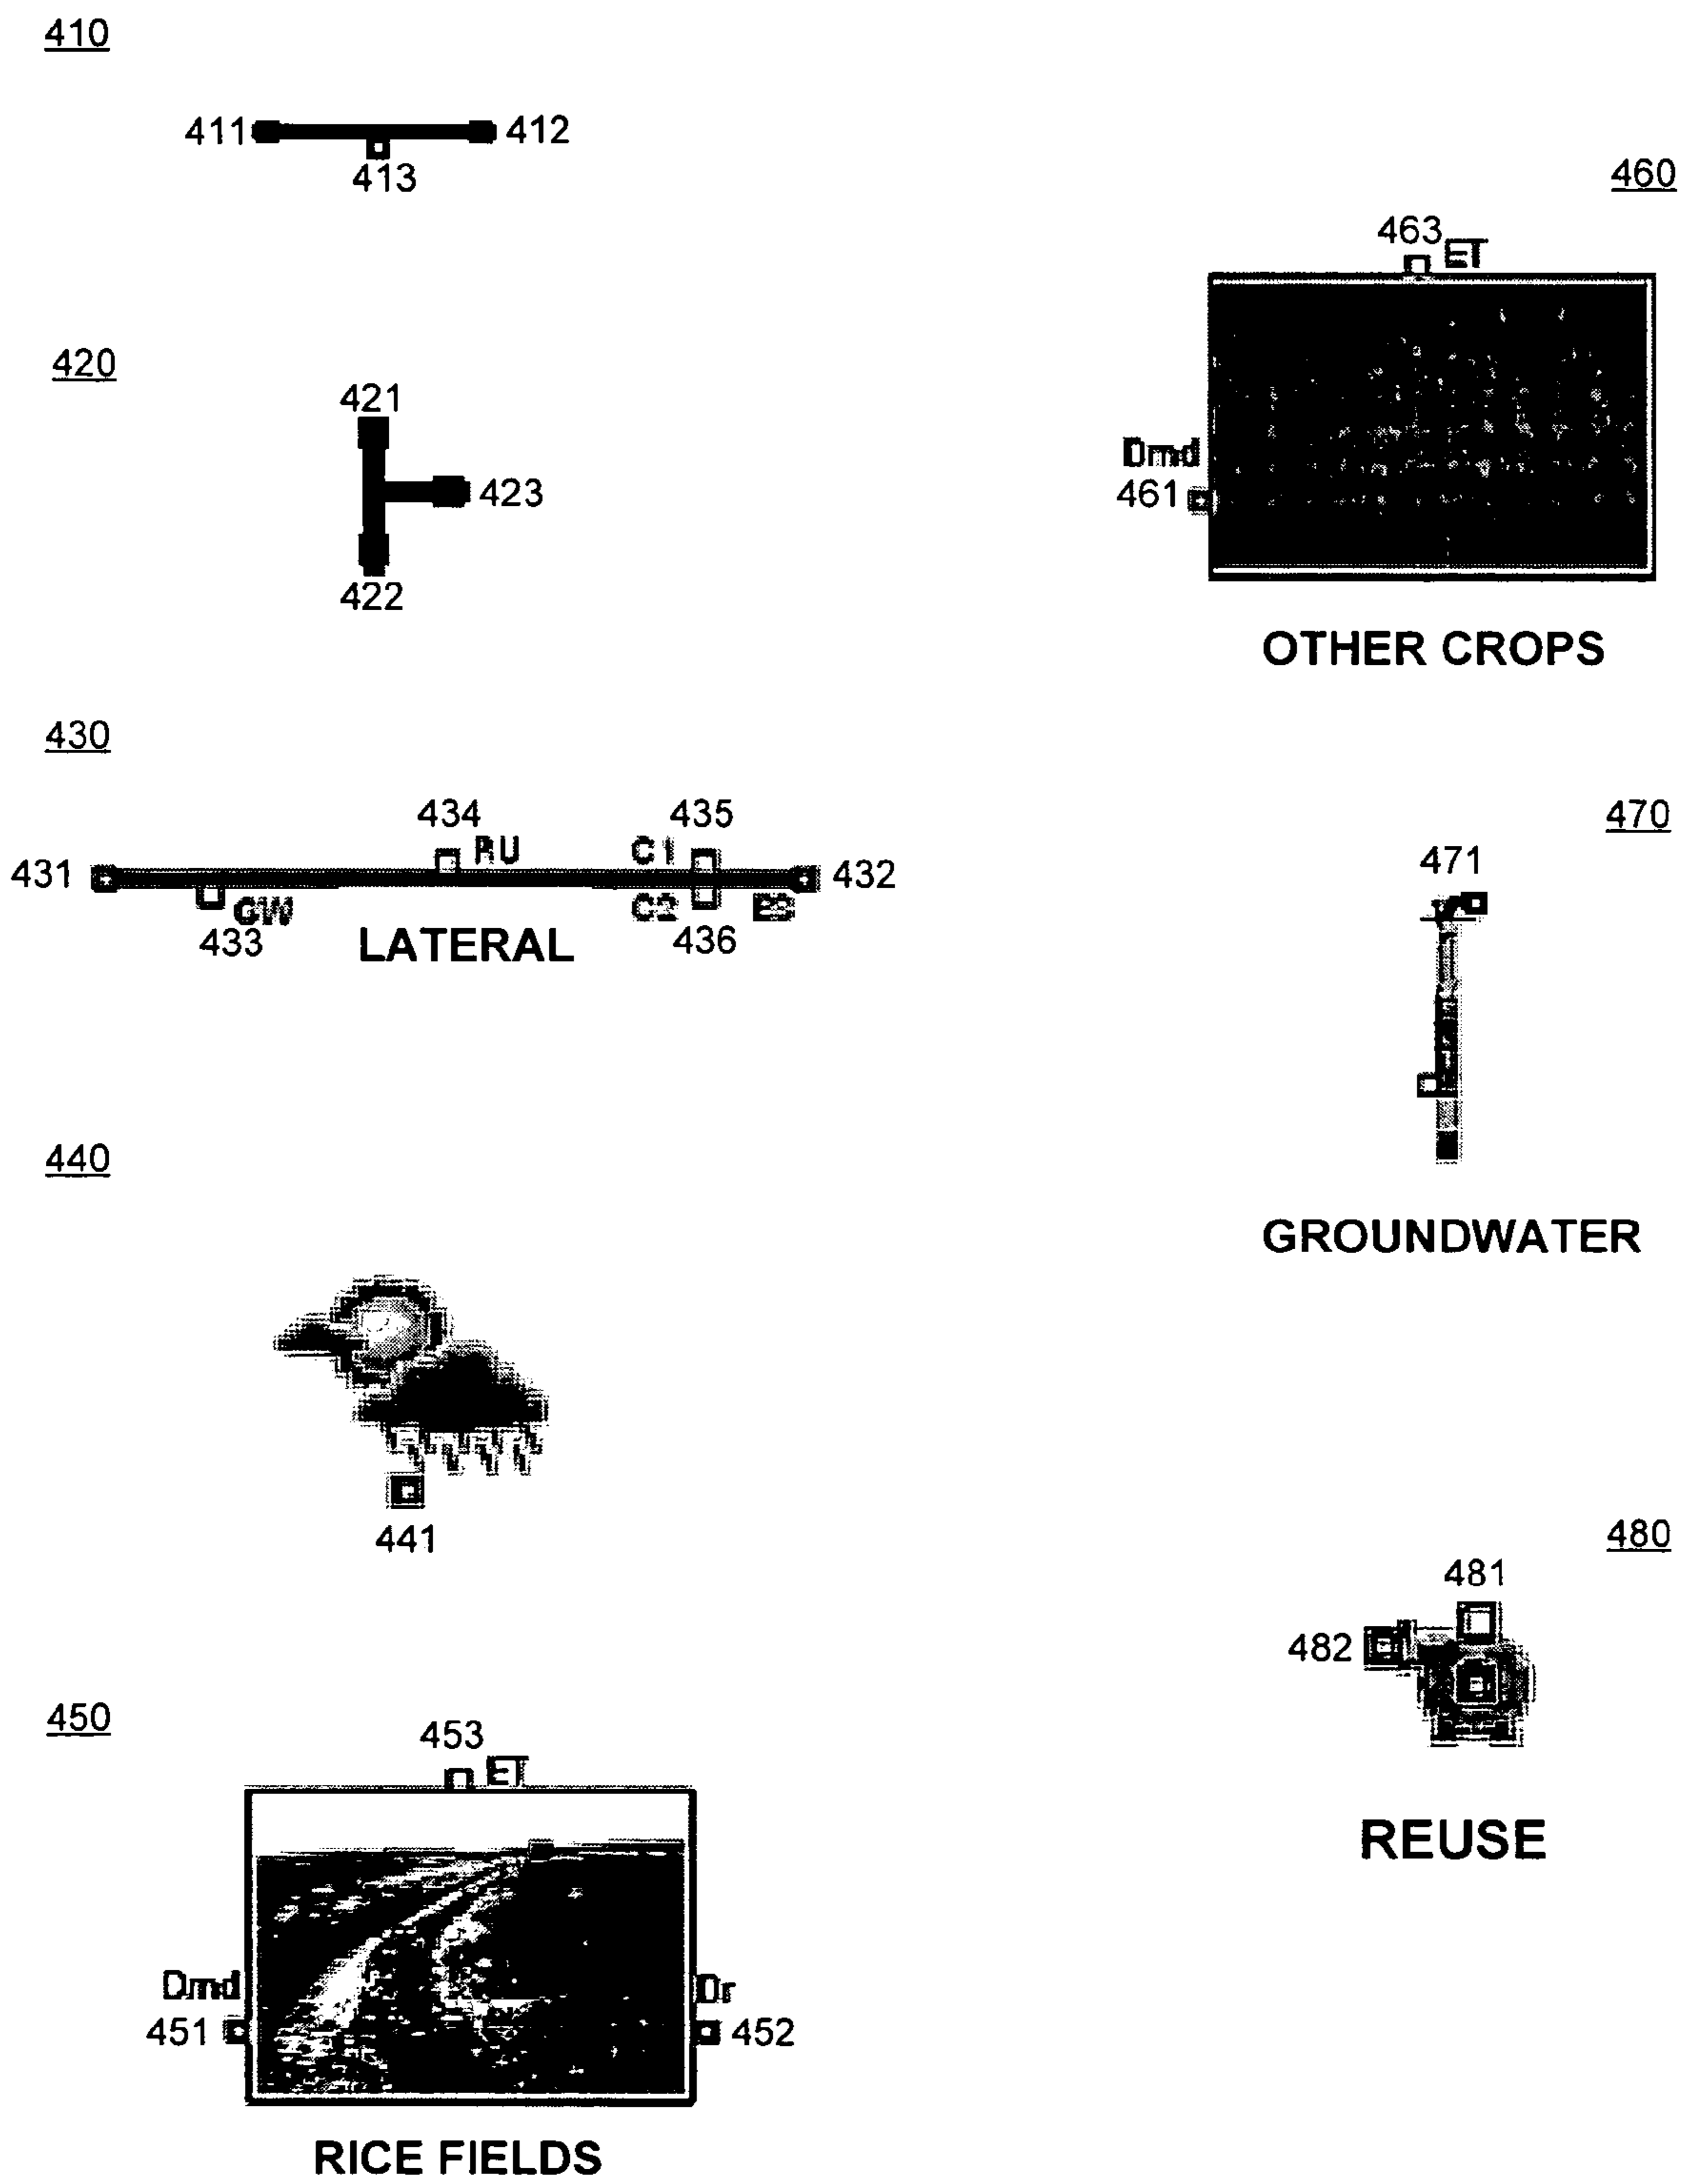 410
411 412
413
420
421
423
422
430
434 435
RU C1
431 432
GW C2 ES
433 LATERAL 436
440
441
450
453 ET
Dmd Dr
451 452
RICE FIELDS
460
463 ET
Dmd
461
OTHER CROPS
470
471
GROUNDWATER
480
481
482
REUSE